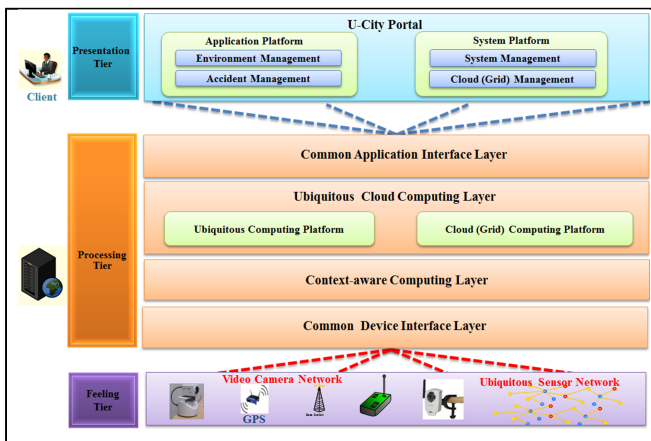 U-City Portal
Presentation
Tier
Application Platform
Environment Management
Accident Management
System Platform
System Management
Cloud (Grid) Management
Client
Common Application Interface Layer
Ubiquitous Cloud Computing Layer
Ubiquitous Computing Platform
Cloud (Grid) Computing Platform
Processing
Tier
Context-aware Computing Layer
Common Device Interface Layer
Feeling
Tier
Video Camera Network
GPS
Base Station
Ubiquitous Sensor Network